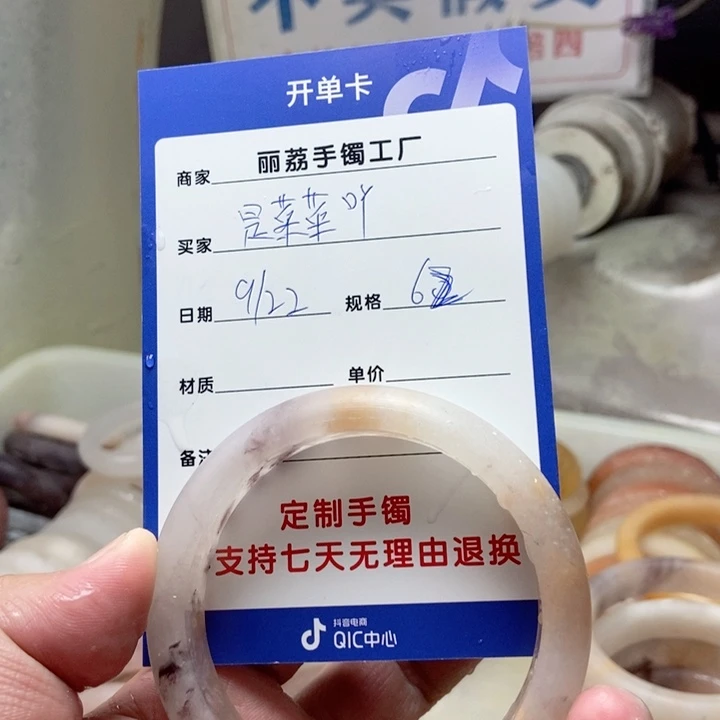 开单卡
商家 丽荔手镯工厂
买家 是菜菜吖
日期 9/22 规格
材质 单价
定制手镯
支持七天无理由退换
抖音电商
QIC中心